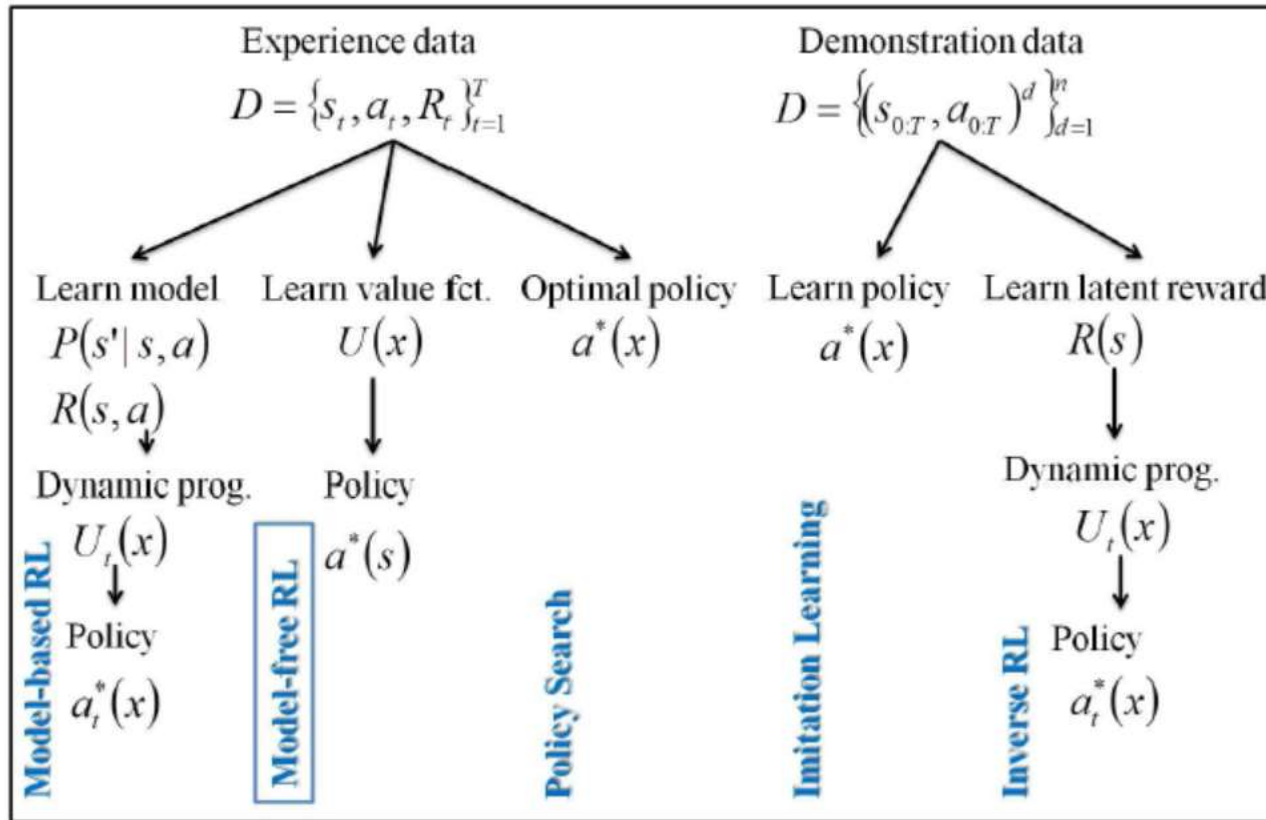 Experience data
D = {s_t, a_t, R_t}_{t=1}^T
Demonstration data
D = {(s_{0:T}, a_{0:T})^d}_{d=1}^n
Learn model
P(s'| s, a)
R(s, a)
Dynamic prog.
U_t(x)
Policy
a_t^*(x)
Model-based RL
Learn value fct.
U(x)
Policy
a^*(s)
Model-free RL
Optimal policy
a^*(x)
Policy Search
Learn policy
a^*(x)
Imitation Learning
Learn latent reward
R(s)
Dynamic prog.
U_t(x)
Policy
a_t^*(x)
Inverse RL